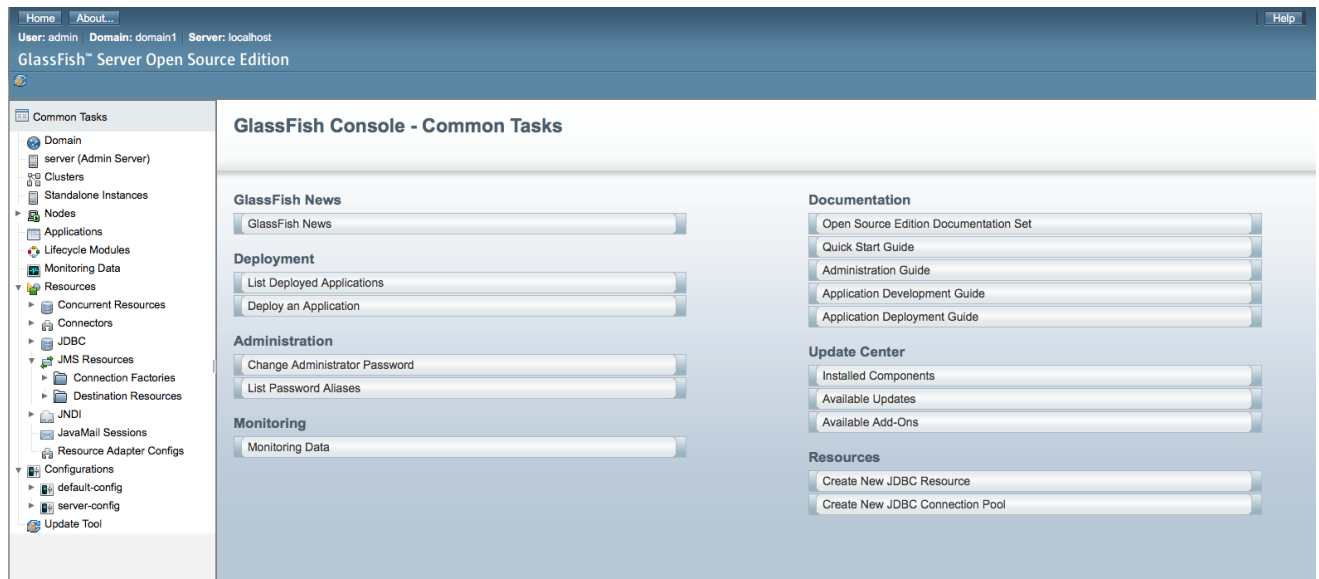 Home About... Help
User: admin Domain: domain1 Server: localhost
GlassFish™ Server Open Source Edition
Common Tasks
Domain
server (Admin Server)
Clusters
Standalone Instances
Nodes
Applications
Lifecycle Modules
Monitoring Data
Resources
Concurrent Resources
Connectors
JDBC
JMS Resources
Connection Factories
Destination Resources
JNDI
JavaMail Sessions
Resource Adapter Configs
Configurations
default-config
server-config
Update Tool
GlassFish Console - Common Tasks
GlassFish News
GlassFish News
Deployment
List Deployed Applications
Deploy an Application
Administration
Change Administrator Password
List Password Aliases
Monitoring
Monitoring Data
Documentation
Open Source Edition Documentation Set
Quick Start Guide
Administration Guide
Application Development Guide
Application Deployment Guide
Update Center
Installed Components
Available Updates
Available Add-Ons
Resources
Create New JDBC Resource
Create New JDBC Connection Pool